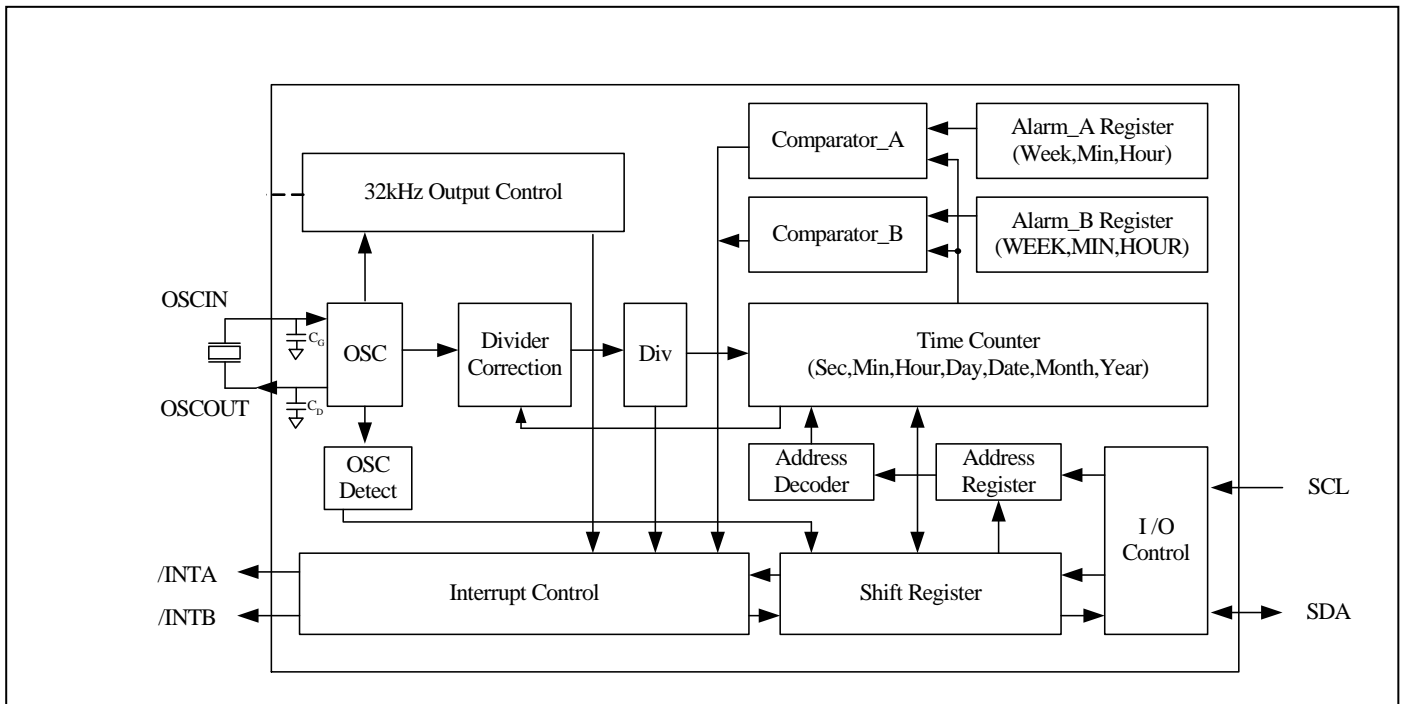 Comparator_A
Alarm_A Register
(Week,Min,Hour)
32kHz Output Control
Comparator_B
Alarm_B Register
(WEEK,MIN,HOUR)
OSCIN
CG
OSC
Divider
Correction
Div
Time Counter
(Sec,Min,Hour,Day,Date,Month,Year)
OSCOUT
CD
OSC
Detect
Address
Decoder
Address
Register
I /O
Control
SCL
/INTA
/INTB
Interrupt Control
Shift Register
SDA